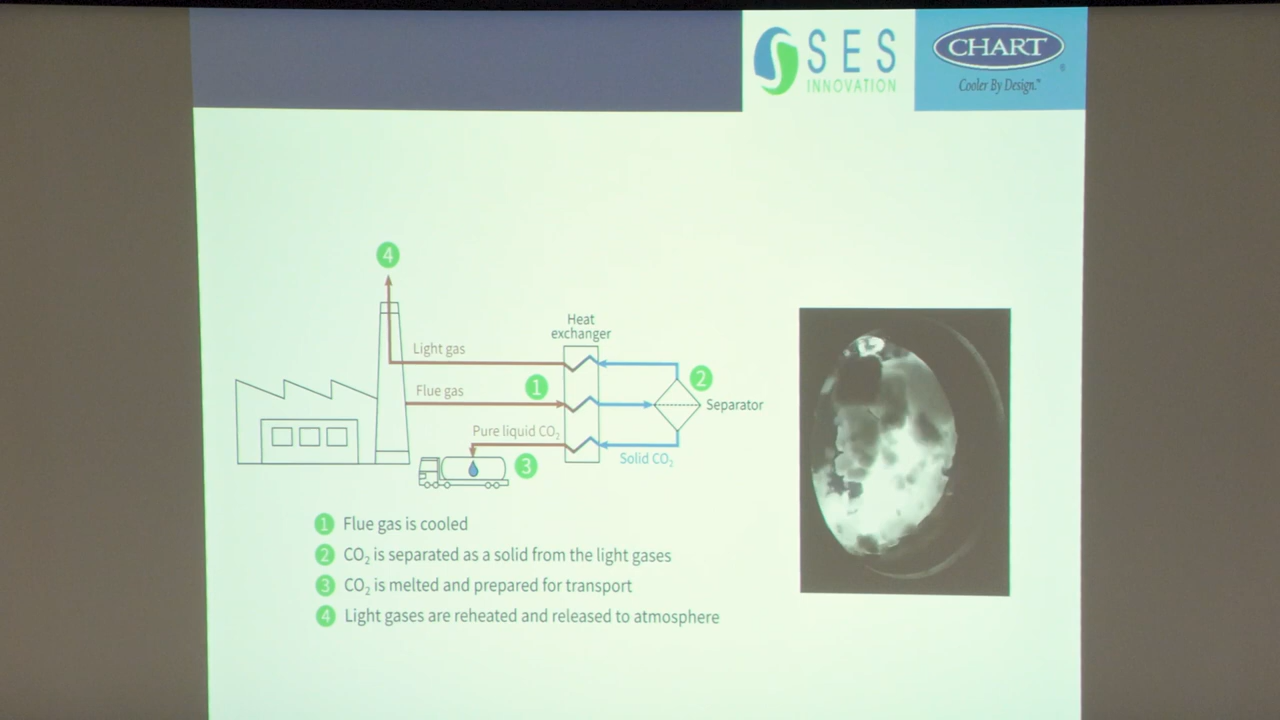 SES
INNOVATION
CHART
®
Cooler By Design.™
4
Heat
exchanger
Light gas
2
Flue gas
1
Separator
Pure liquid CO₂
Solid CO₂
3
1 Flue gas is cooled
2 CO₂ is separated as a solid from the light gases
3 CO₂ is melted and prepared for transport
4 Light gases are reheated and released to atmosphere